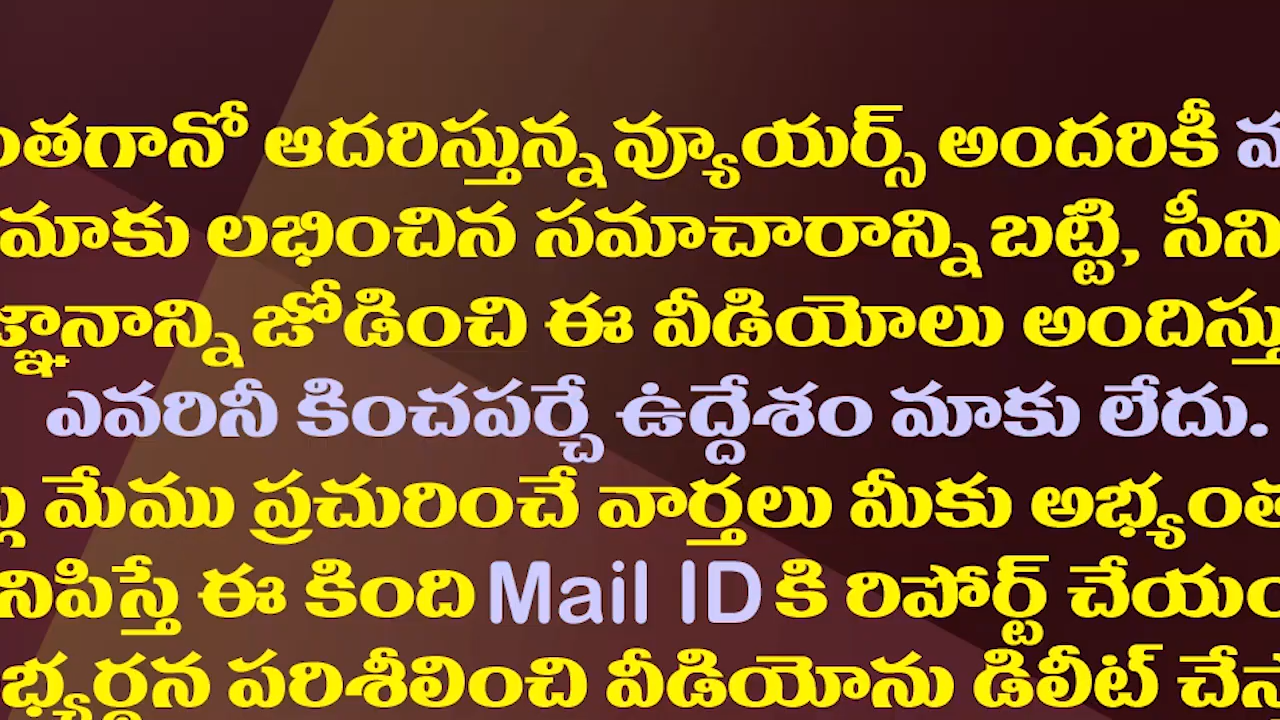 ంతగానో ఆదరిస్తున్న వ్యూయర్స్ అందరికీ
మాకు లభించిన సమాచారాన్ని బట్టి, సీని
జ్ఞానాన్ని జోడించి ఈ వీడియోలు అందిస్తు
ఎవరినీ కించపర్చే ఉద్దేశం మాకు లేదు.
మేము ప్రచురించే వార్తలు మీకు అభ్యంత
నిపిస్తే ఈ కింది Mail ID కి రిపోర్ట్ చేయం
భ్యర్థన పరిశీలించి వీడియోను డిలీట్ చేస